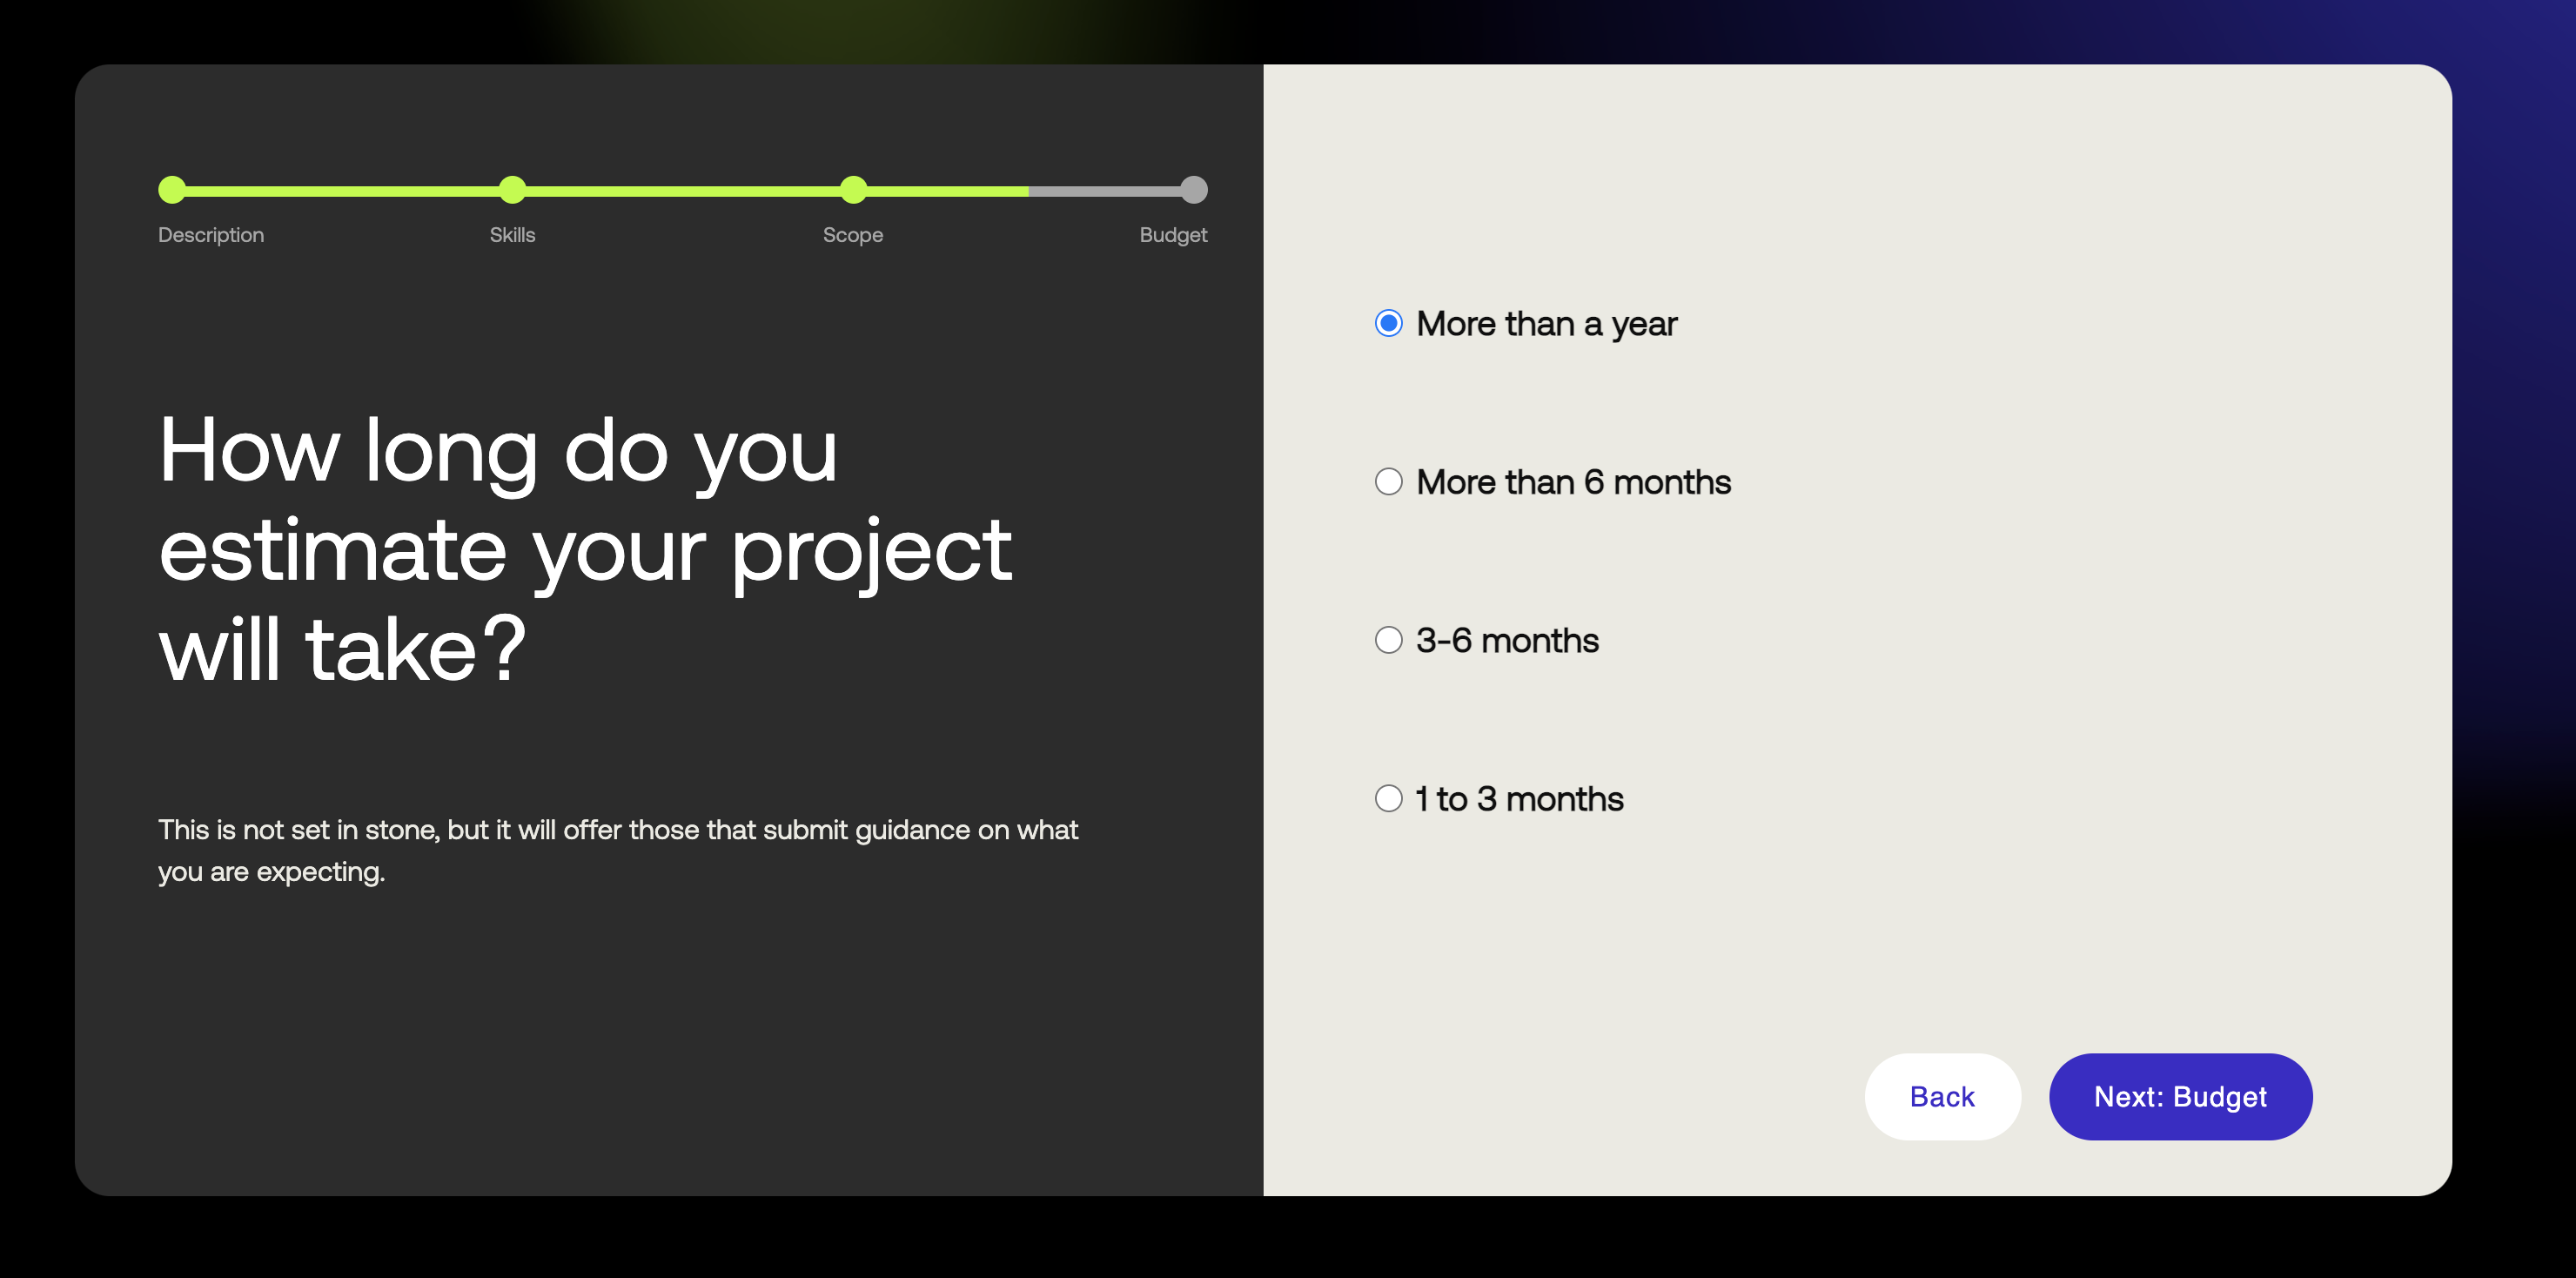 Description
Skills
Scope
Budget
How long do you
estimate your project
will take?
This is not set in stone, but it will offer those that submit guidance on what
you are expecting.
More than a year
More than 6 months
3-6 months
1 to 3 months
Back
Next: Budget